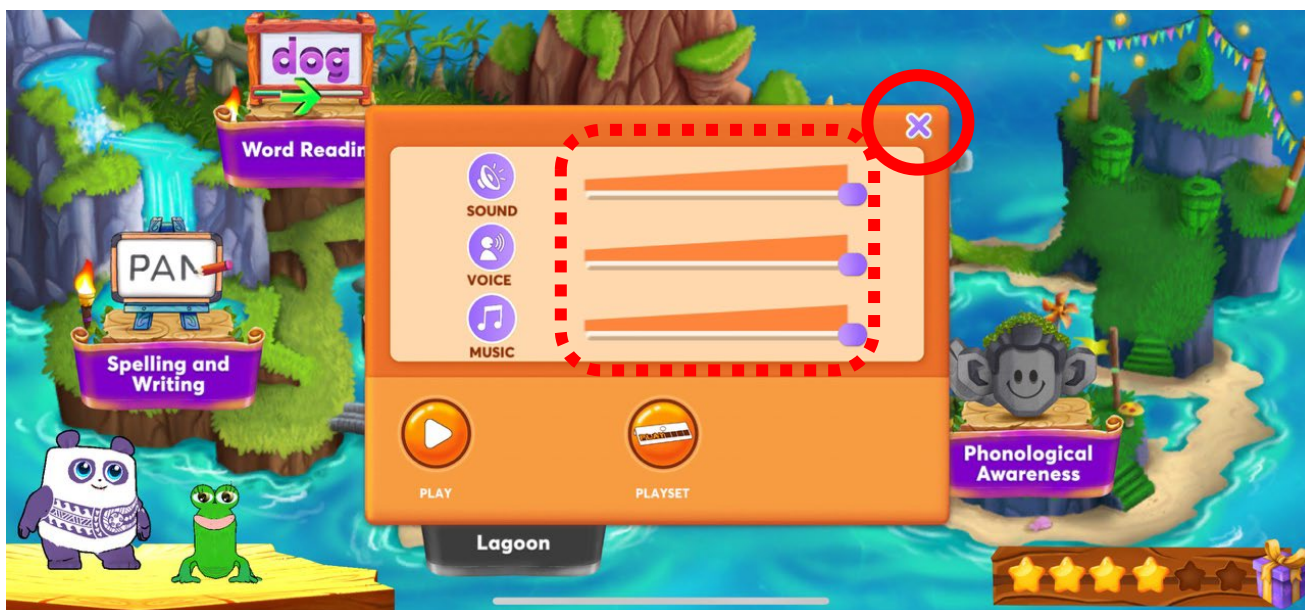 dog
Word Readin
SOUND
VOICE
MUSIC
PAN
Spelling and
Writing
PLAY
PLAYSET
Phonological
Awareness
Lagoon